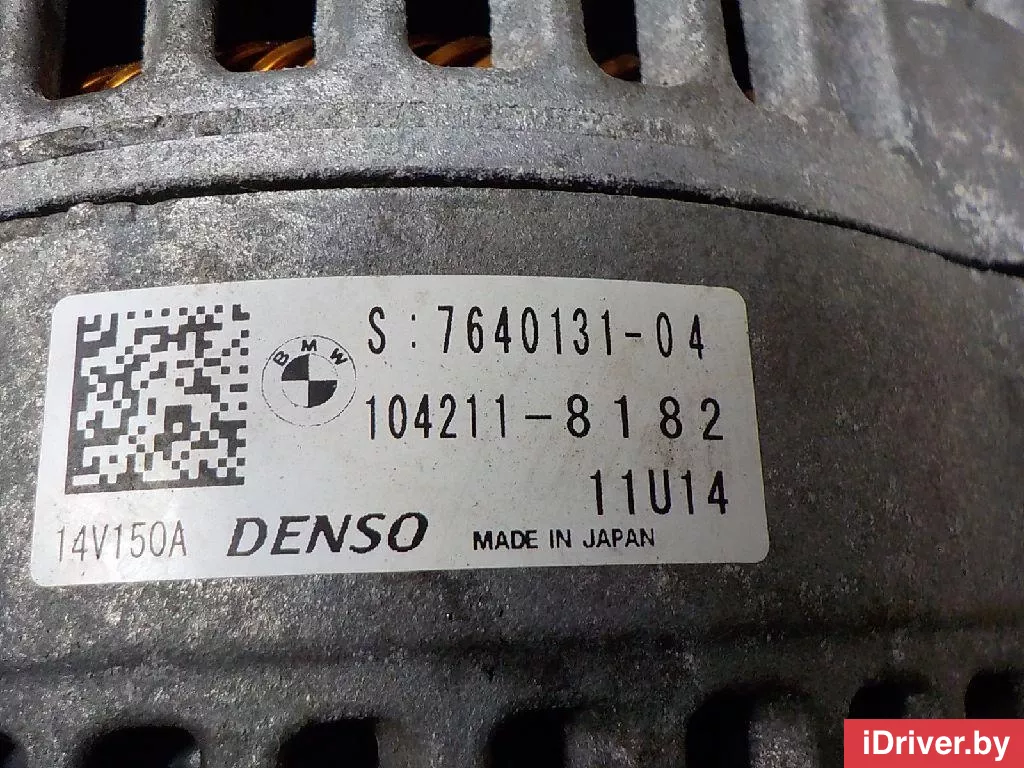 BMW
S:7640131-04
104211-8182
11U14
14V150A DENSO MADE IN JAPAN
iDriver.by